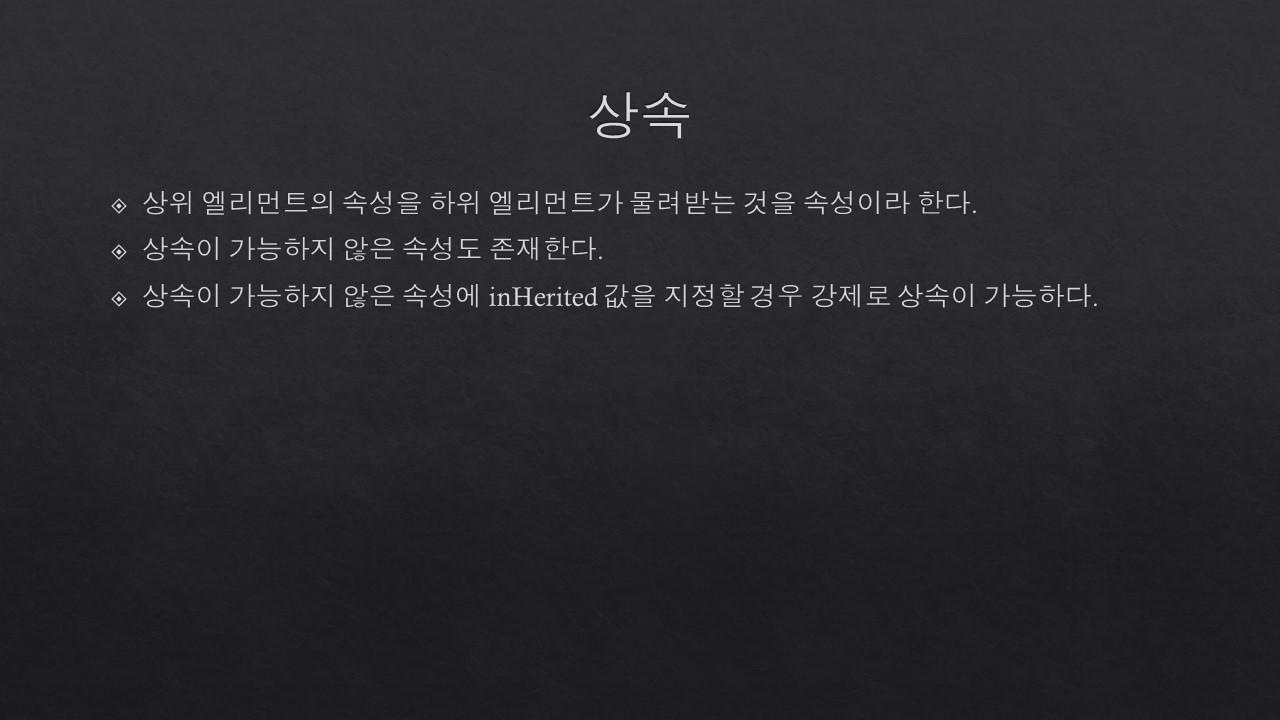 상속
상위 엘리먼트의 속성을 하위 엘리먼트가 물려받는 것을 속성이라 한다.
상속이 가능하지 않은 속성도 존재한다.
상속이 가능하지 않은 속성에 inHerited 값을 지정할 경우 강제로 상속이 가능하다.